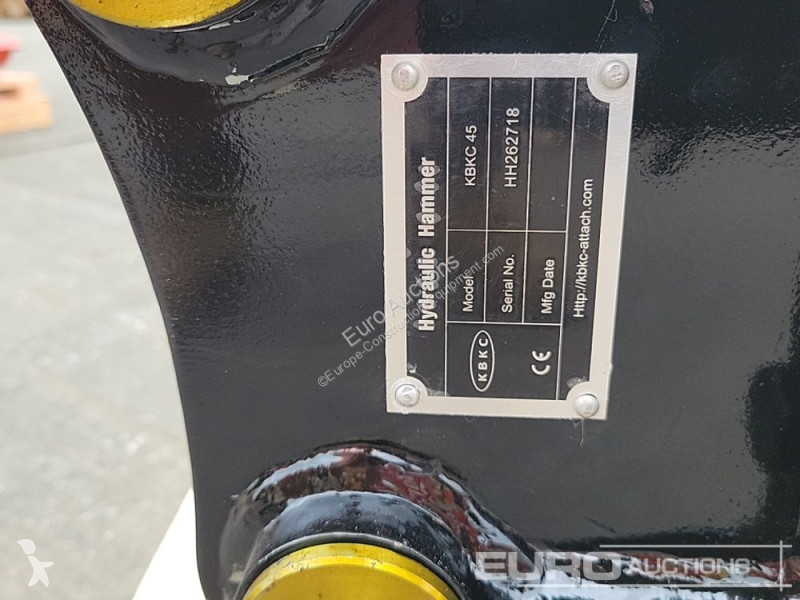 Hydraulic Hammer
KBKC
Model
KBKC 45
Serial No.
HH262718
CE
Mfg Date
Http://kbkc-attach.com
Euro Auctions
©Europe-Construction-Equipment.com
EURO AUCTIONS